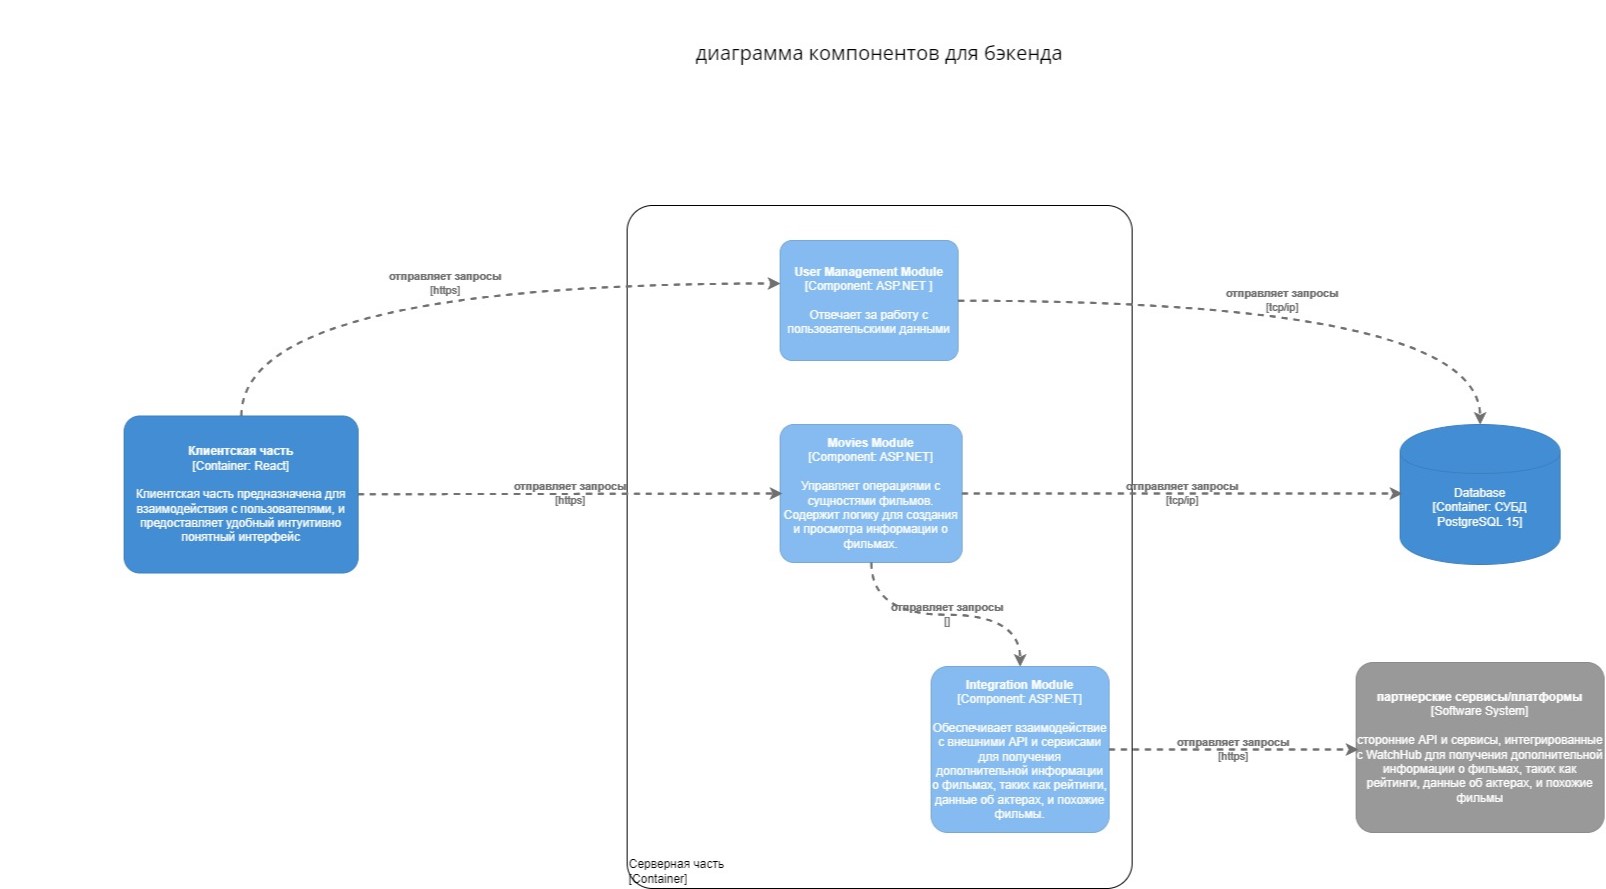 диаграмма компонентов для бэкенда
отправляет запросы
[https]
User Management Module
[Component: ASP.NET ]
Отвечает за работу с
пользовательскими данными
отправляет запросы
[tcp/ip]
Клиентская часть
[Container: React]
Клиентская часть предназначена для
взаимодействия с пользователями, и
предоставляет удобный интуитивно
понятный интерфейс
отправляет запросы
[https]
Movies Module
[Component: ASP.NET]
Управляет операциями с
сущностями фильмов.
Содержит логику для создания
и просмотра информации о
фильмах.
отправляет запросы
[tcp/ip]
Database
[Container: СУБД
PostgreSQL 15]
отправляет запросы
[]
Integration Module
[Component: ASP.NET]
Обеспечивает взаимодействие
с внешними API и сервисами
для получения
дополнительной информации
о фильмах, таких как рейтинги,
данные об актерах, и похожие
фильмы.
отправляет запросы
[https]
партнерские сервисы/платформы
[Software System]
сторонние API и сервисы, интегрированные
с WatchHub для получения дополнительной
информации о фильмах, таких как
рейтинги, данные об актерах, и похожие
фильмы
Серверная часть
[Container]